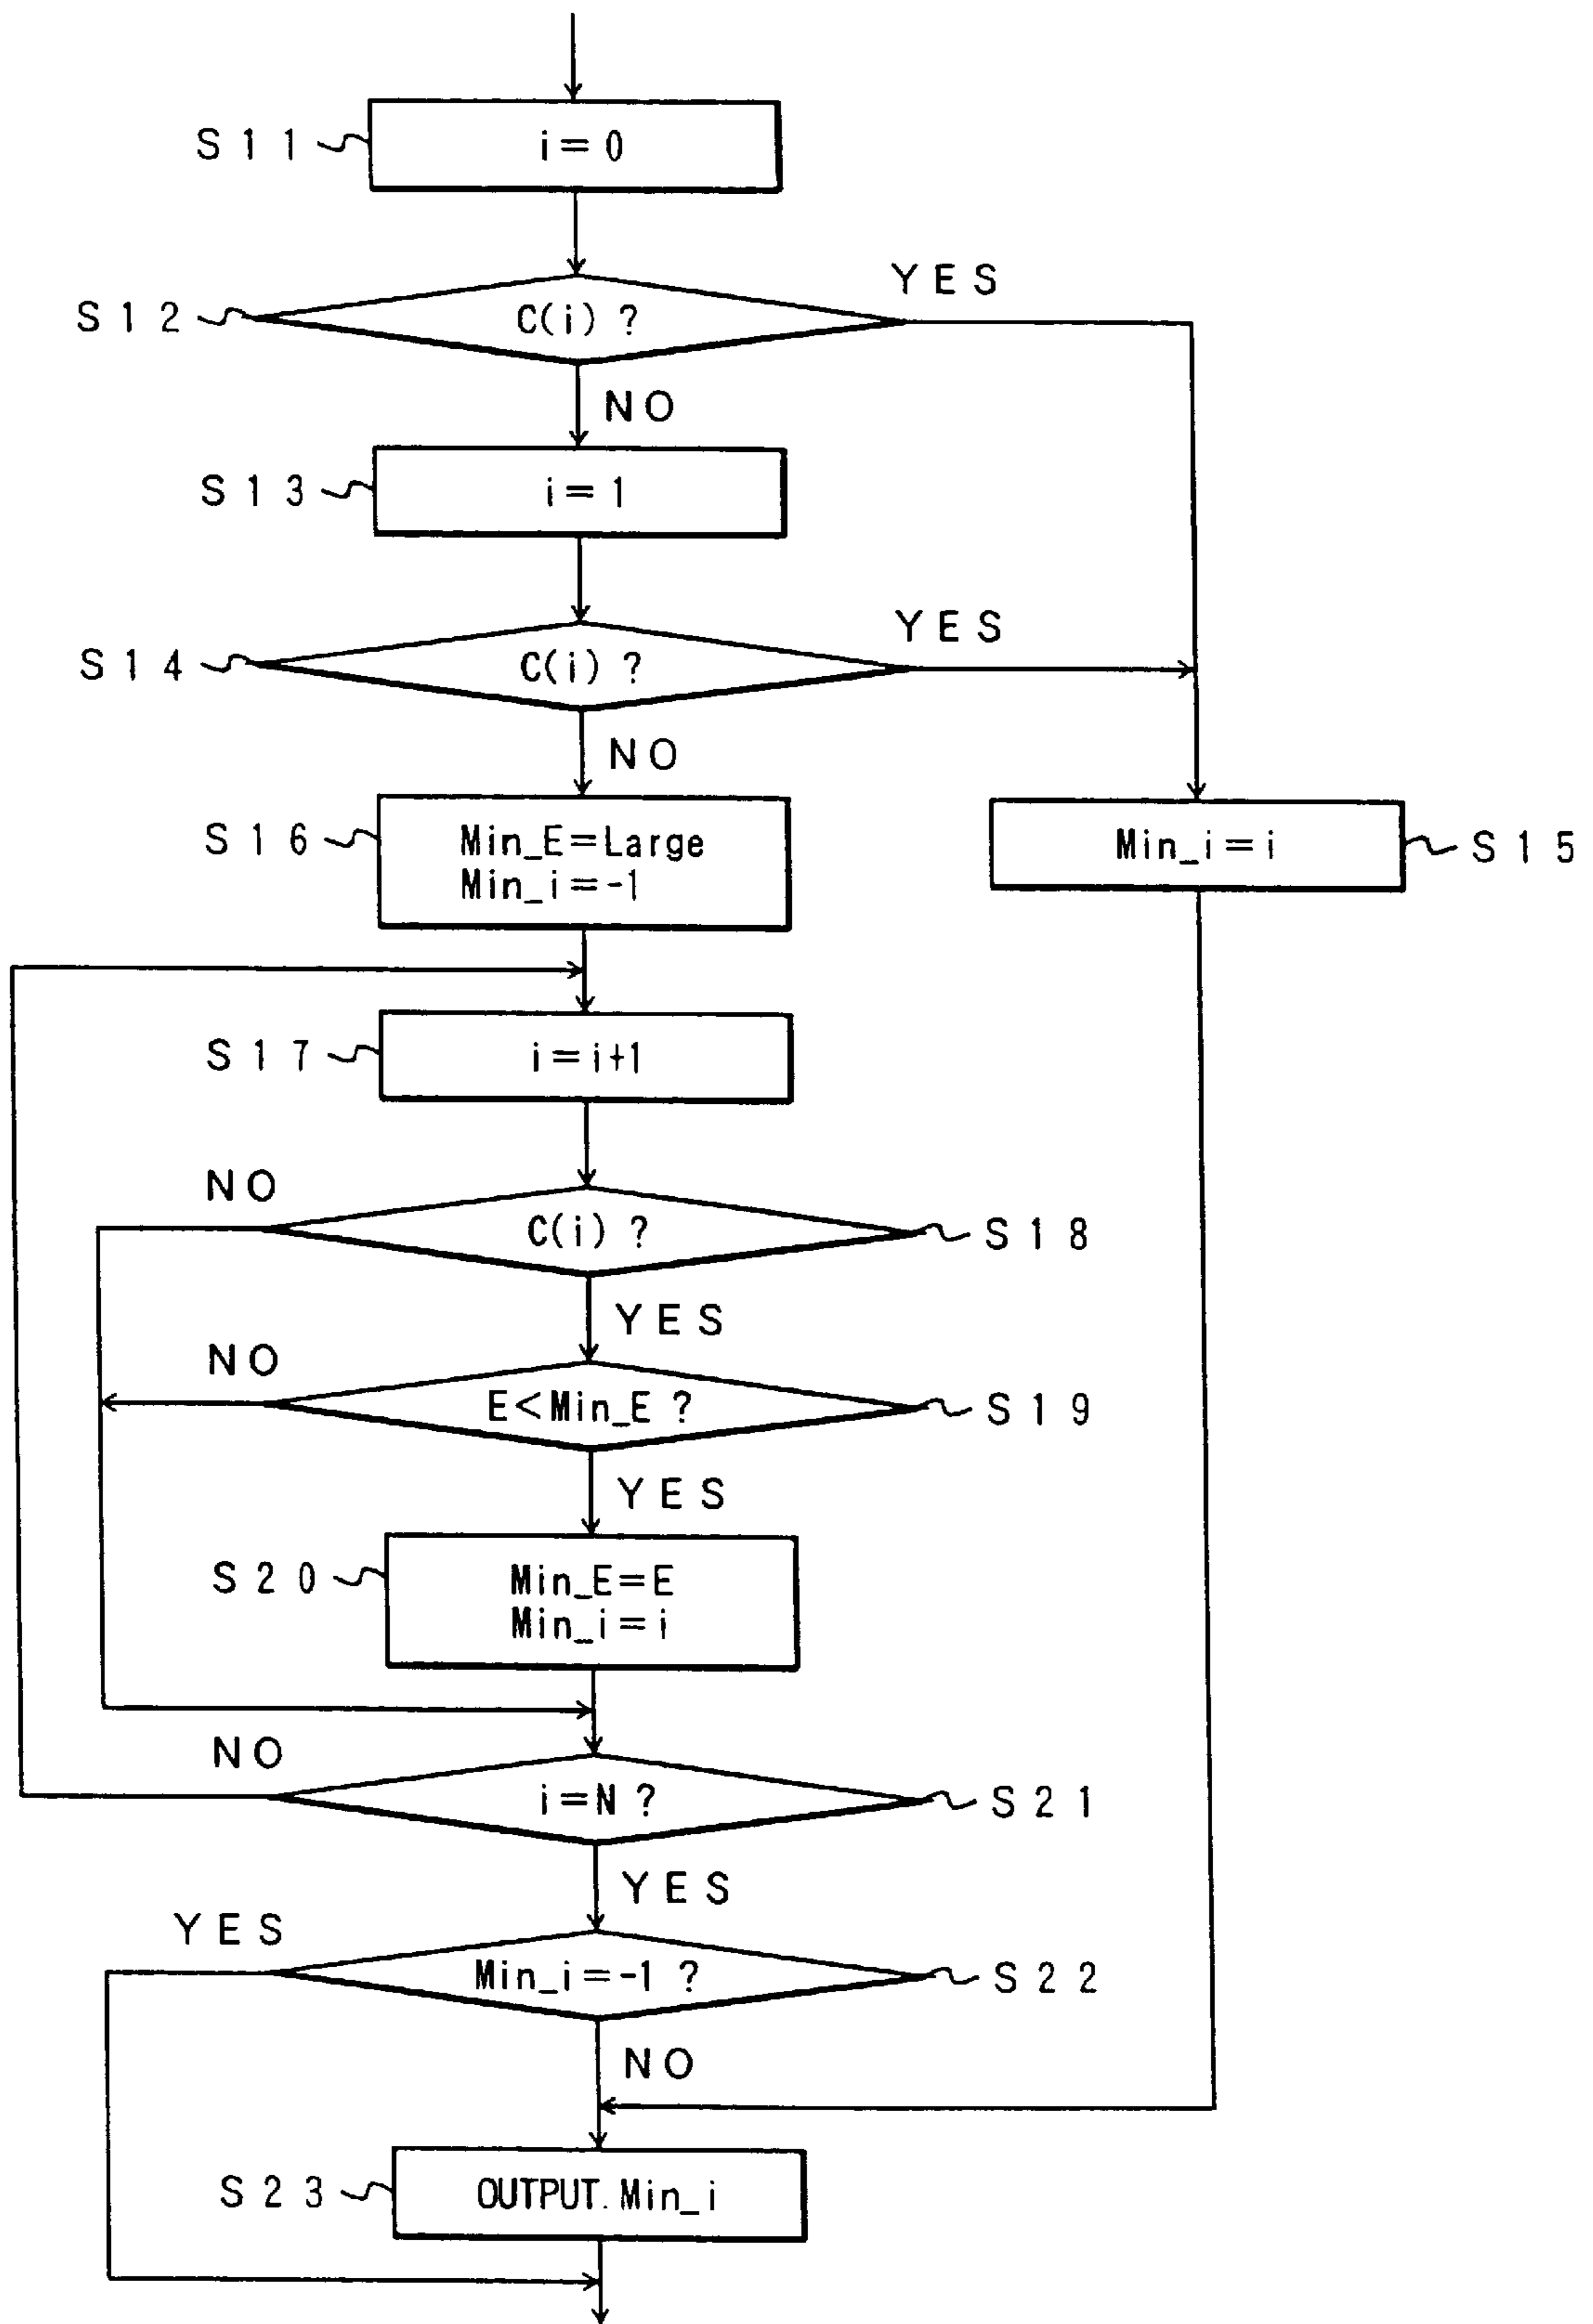 S11
i=0
YES
S12
C(i) ?
NO
S13
i=1
YES
S14
C(i) ?
NO
S16
Min_E=Large
Min_i=-1
Min_i=i
S15
S17
i=i+1
NO
C(i) ?
S18
YES
NO
E<Min_E ?
S19
YES
S20
Min_E=E
Min_i=i
NO
i=N ?
S21
YES
YES
Min_i=-1 ?
S22
NO
S23
OUTPUT. Min_i